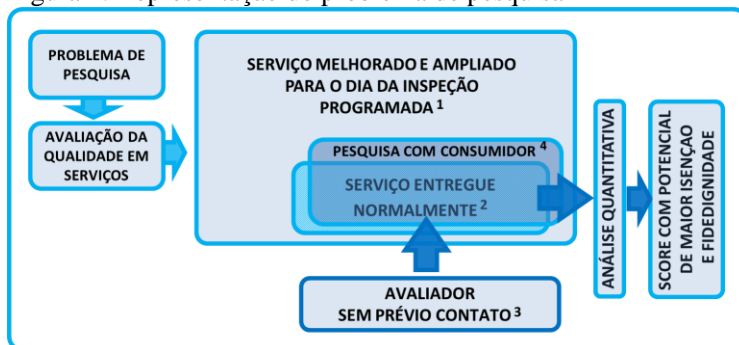 PROBLEMA DE
PESQUISA
AVALIAÇÃO DA
QUALIDADE EM
SERVIÇOS
SERVIÇO MELHORADO E AMPLIADO
PARA O DIA DA INSPEÇÃO
PROGRAMADA 1
PESQUISA COM CONSUMIDOR 4
SERVIÇO ENTREGUE
NORMALMENTE 2
AVALIADOR
SEM PRÉVIO CONTATO 3
ANÁLISE QUANTITATIVA
SCORE COM POTENCIAL
DE MAIOR ISENÇÃO
E FIDEDIGNIDADE